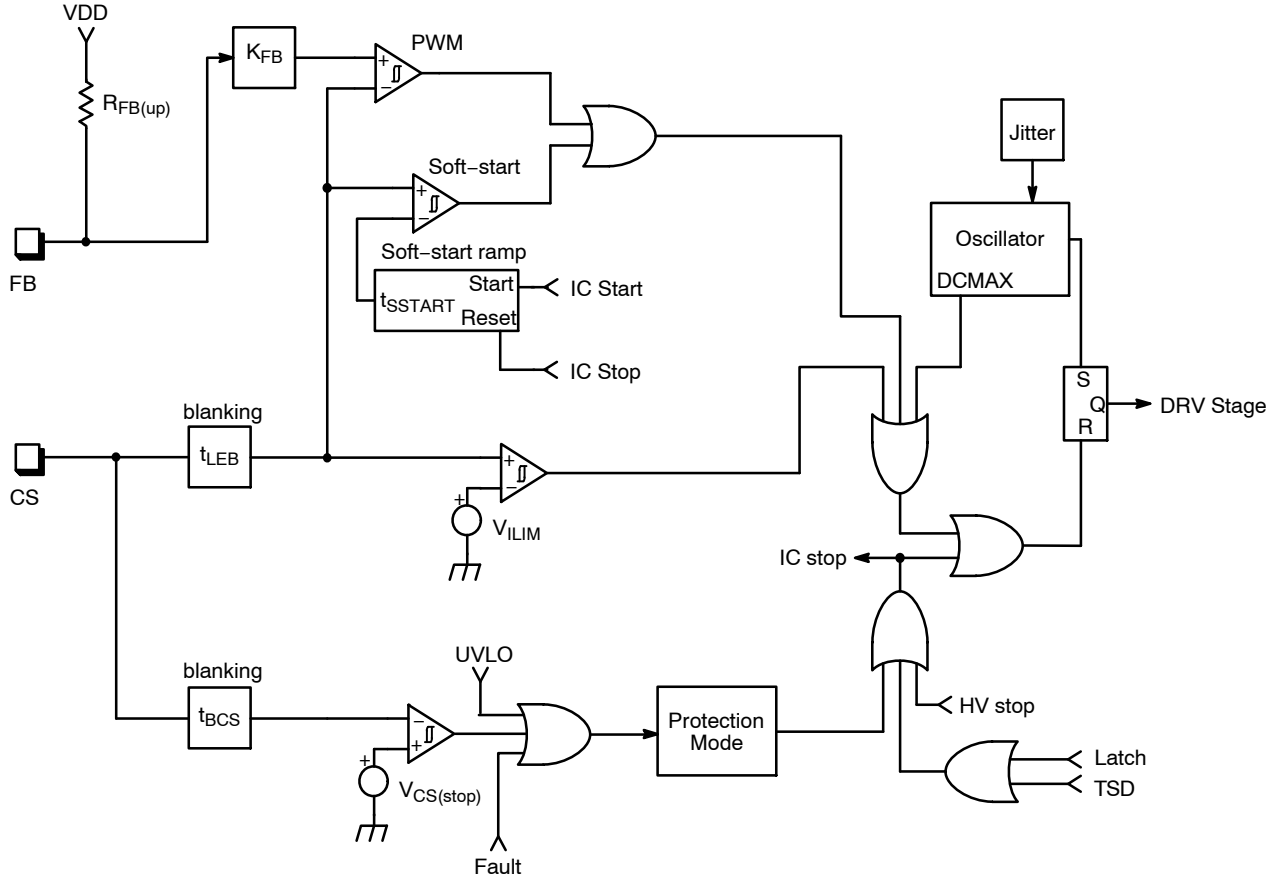 VDD
KFB
+
−
PWM
RFB(up)
Jitter
Soft−start
+
−
Oscillator
DCMAX
FB
Soft−start ramp
Start
tSSTART
Reset
IC Start
IC Stop
S
Q
R
DRV Stage
blanking
tLEB
CS
+
−
+
VILIM
IC stop
UVLO
blanking
tBCS
−
+
+
VCS(stop)
Protection
Mode
HV stop
Latch
TSD
Fault